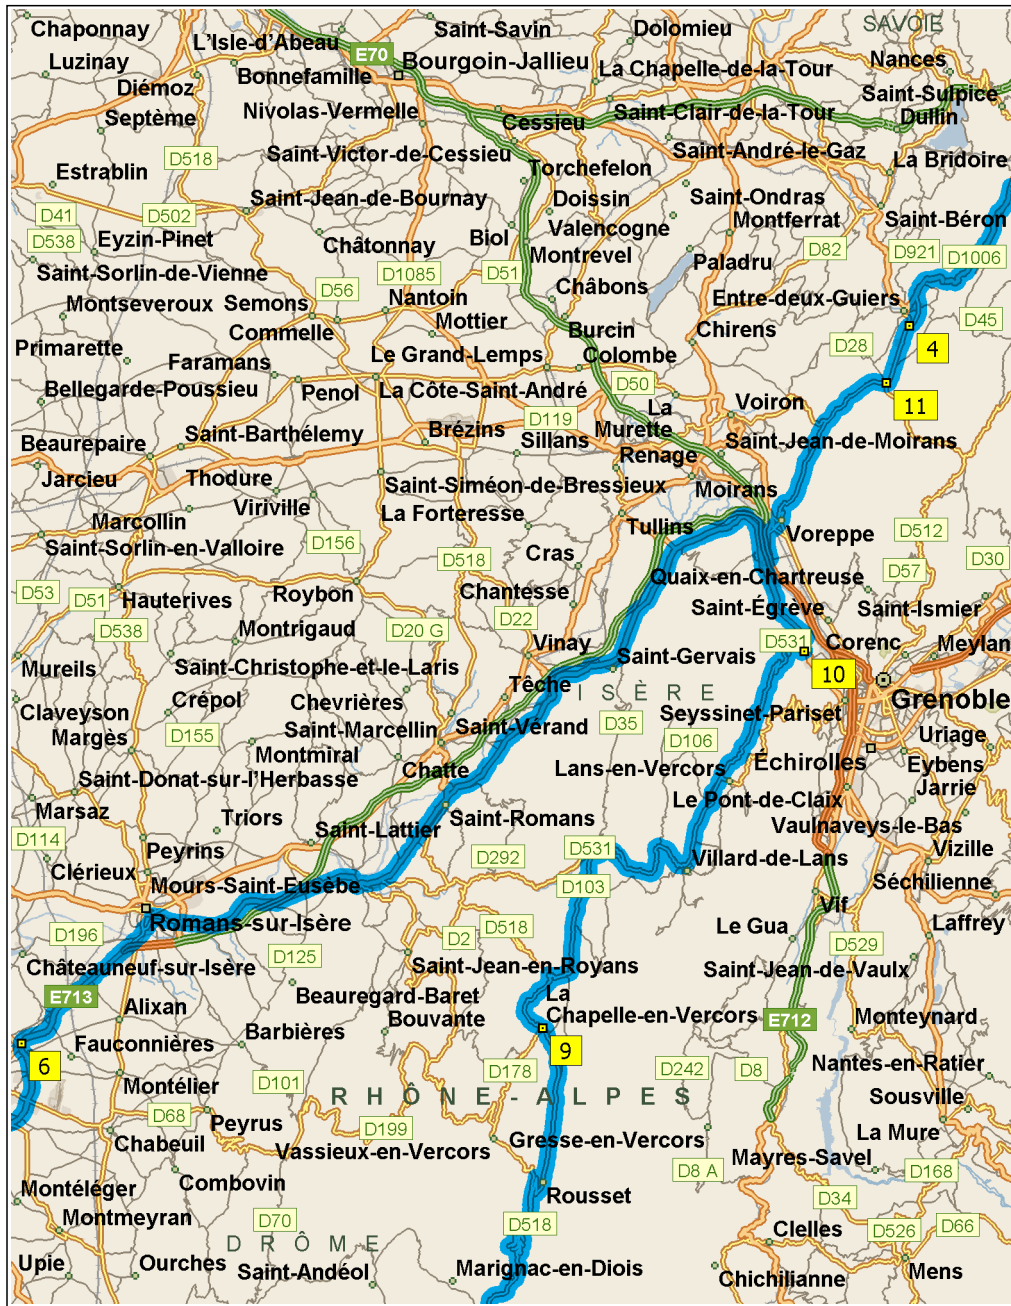 Chaponnay
Saint-Savin
Dolomieu
SAVOIE
L'Isle-d'Abeau
E70
Luzinay
Bourgoin-Jallieu
Nances
Bonnefamille
La Chapelle-de-la-Tour
Diémoz
Saint-Sulpice
Septème
Nivolas-Vermelle
Cessieu
Saint-Clair-de-la-Tour
Dullin
D518
Saint-Victor-de-Cessieu
Saint-André-le-Gaz
La Bridoire
Estrablin
Torchefelon
Saint-Jean-de-Bournay
Doissin
Saint-Ondras
D41
D502
Valencogne
Montferrat
Saint-Béron
D538
Eyzin-Pinet
Châtonnay
Biol
Montrevel
D82
D921
D1006
Saint-Sorlin-de-Vienne
D1085
D51
Paladru
Montseveroux
Semons
D56
Nantoin
Châbons
Entre-deux-Guiers
Commelle
Mottier
Burcin
Chirens
D45
Primarette
Faramans
Le Grand-Lemps
Colombe
D28
4
Bellegarde-Poussieu
Penol
La Côte-Saint-André
D50
La
Murette
Voiron
11
D119
Beaurepaire
Saint-Barthélemy
Brézins
Sillans
Saint-Jean-de-Moirans
Renage
Jarcieu
Thodure
Saint-Siméon-de-Bressieux
Moirans
Viriville
La Forteresse
Marcollin
Tullins
Voreppe
D512
Saint-Sorlin-en-Valloire
D156
D518
Cras
D30
D53
D51
Hauterives
Roybon
Chantesse
Quaix-en-Chartreuse
D57
Saint-Égrève
Saint-Ismier
D538
Montrigaud
D20 G
D22
Vinay
D531
Corenc
Meylan
Mureils
Saint-Christophe-et-le-Laris
Saint-Gervais
10
Têche
ISÈRE
Grenoble
Claveyson
Crépol
Chevrières
Seyssinet-Pariset
Margès
D155
Saint-Marcellin
Saint-Vérand
D35
D106
Uriage
Montmiral
Chatte
Lans-en-Vercors
Échirolles
Eybens
Saint-Donat-sur-l'Herbasse
Jarrie
Marsaz
Triors
Saint-Lattier
Saint-Romans
Le Pont-de-Claix
Vaulnaveys-le-Bas
D114
Peyrins
D292
D531
Villard-de-Lans
Vizille
Clérieux
Mours-Saint-Eusèbe
D103
Séchilienne
Romans-sur-Isère
Vif
D196
D125
D2
D518
Le Gua
D529
Laffrey
Châteauneuf-sur-Isère
Saint-Jean-en-Royans
Saint-Jean-de-Vaulx
E713
Alixan
Beauregard-Baret
La
Chapelle-en-Vercors
E712
Barbières
Bouvante
Monteynard
Fauconnières
6
9
Montélier
D101
D178
D242
D8
Nantes-en-Ratier
RHÔNE-ALPES
Sousville
D68
Peyrus
D199
La Mure
Chabeuil
Vassieux-en-Vercors
Gresse-en-Vercors
D8 A
Mayres-Savel
D168
Montéléger
Combovin
Rousset
D34
Montmeyran
D70
D518
Clelles
D526
D66
DRÔME
Upie
Ourches
Saint-Andéol
Marignac-en-Diois
Chichilianne
Mens